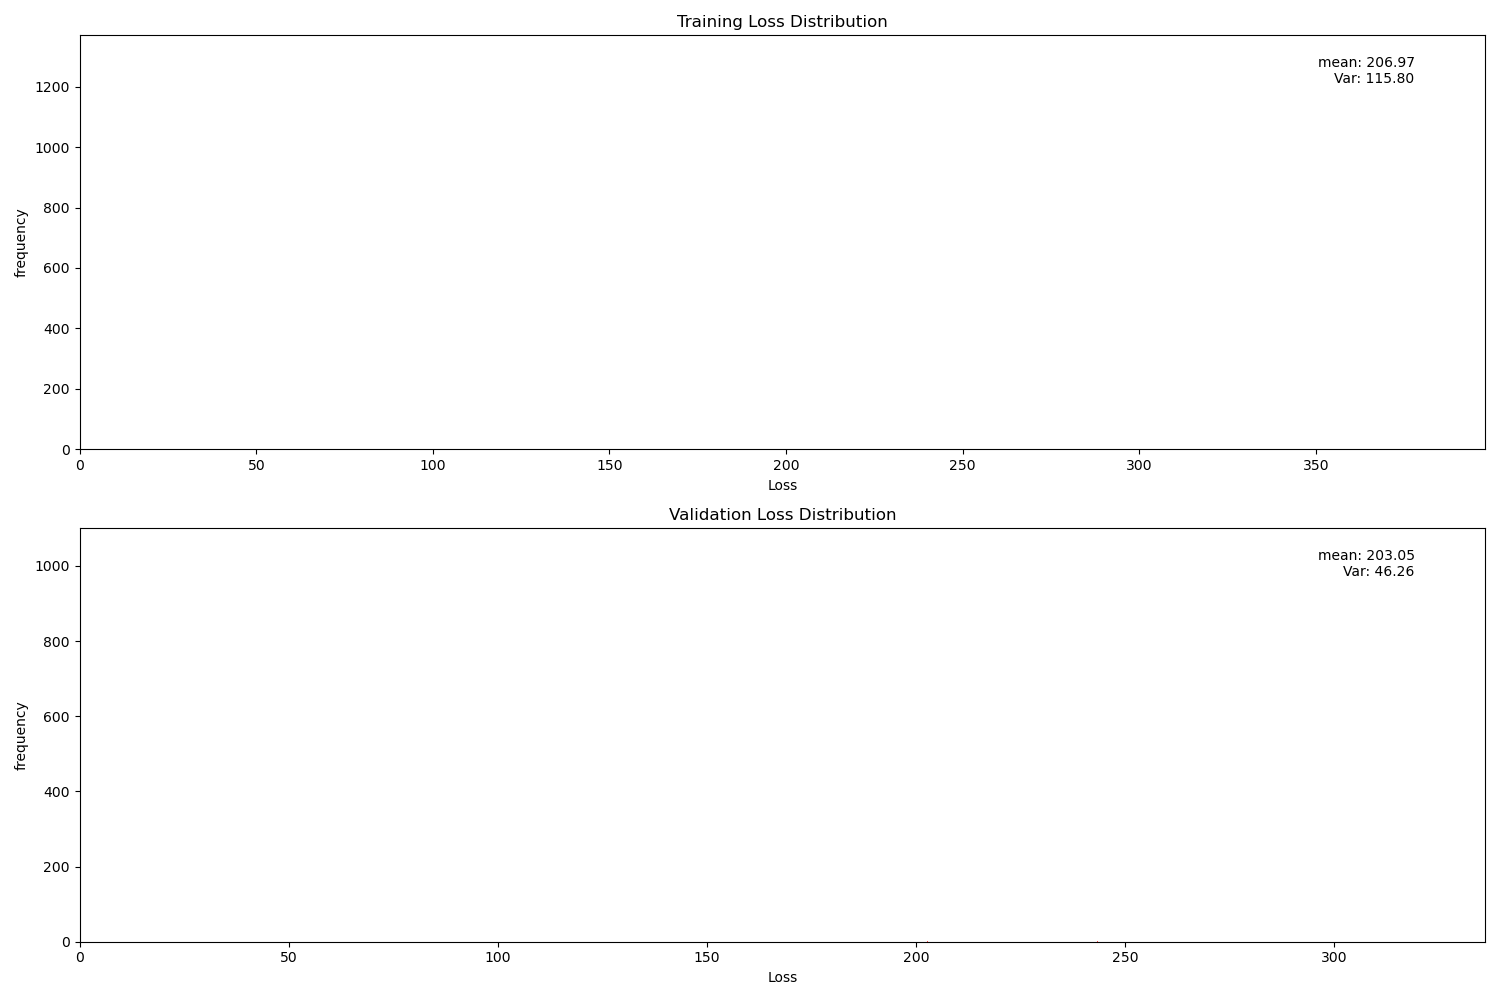 Training Loss Distribution
mean: 206.97
Var: 115.80
1200
1000
800
600
400
200
0
frequency
0 50 100 150 200 250 300 350
Loss
Validation Loss Distribution
mean: 203.05
Var: 46.26
1000
800
600
400
200
0
frequency
0 50 100 150 200 250 300
Loss